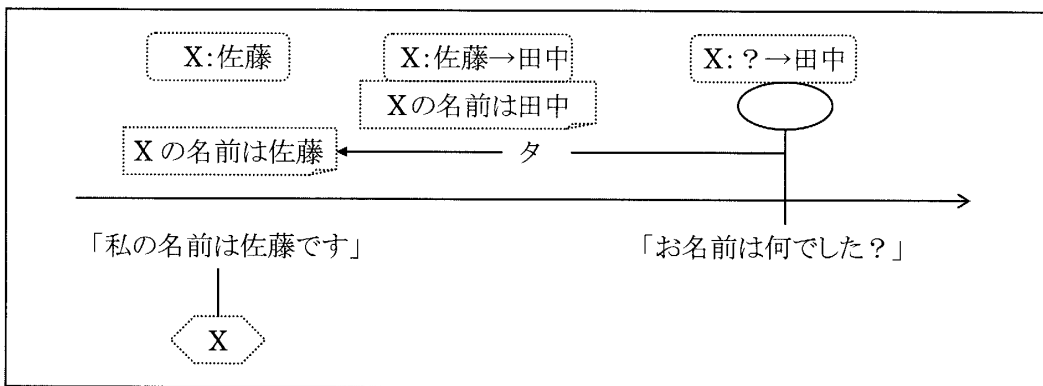 X:佐藤
X:佐藤→田中
X:?→田中
Xの名前は田中
Xの名前は佐藤
タ
「私の名前は佐藤です」
「お名前は何でした?」
X